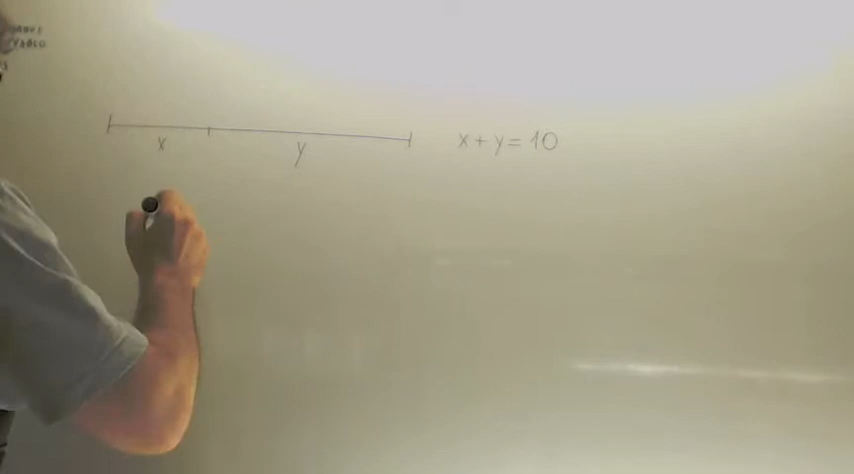 x y x + y = 10